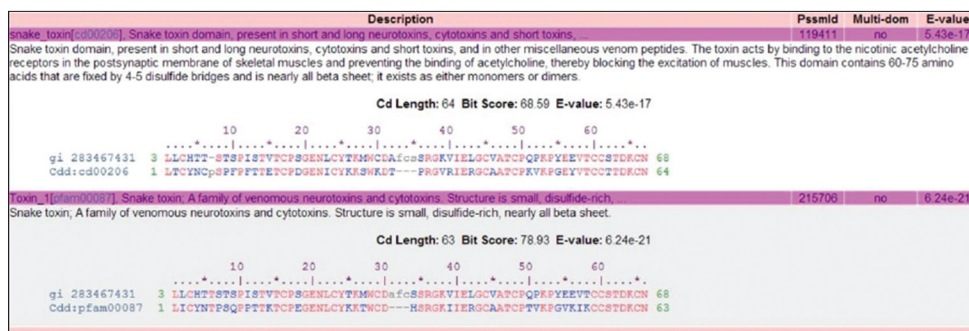 Description PssmId Multi-dom E-value
snake_toxin[cd00206], Snake toxin domain, present in short and long neurotoxins, cytotoxins and short toxins, ... 119411 no 5.43e-17
Snake toxin domain, present in short and long neurotoxins, cytotoxins and short toxins, and in other miscellaneous venom peptides. The toxin acts by binding to the nicotinic acetylcholine
receptors in the postsynaptic membrane of skeletal muscles and preventing the binding of acetylcholine, thereby blocking the excitation of muscles. This domain contains 60-75 amino
acids that are fixed by 4-5 disulfide bridges and is nearly all beta sheet; it exists as either monomers or dimers.
Cd Length: 64 Bit Score: 68.59 E-value: 5.43e-17
10 20 30 40 50 60
....*....|....*....|....*....|....*....|....*....|....*....|....*..
gi 283467431 3 LLCHTT-STSPISTVTCPSGENLCYTKMWCDAfcsSRGKVIELGCVATCPQPKPYEEVTCCSTDKCN 68
Cdd:cd00206 1 LTCYNCpSPFPFTTETCPDGENICYKKSWKDT---PRGVRIERGCAATCPKVKPGEYVTCCTTDKCN 64
Toxin_1[pfam00087], Snake toxin; A family of venomous neurotoxins and cytotoxins. Structure is small, disulfide-rich, ... 215706 no 6.24e-21
Snake toxin; A family of venomous neurotoxins and cytotoxins. Structure is small, disulfide-rich, nearly all beta sheet.
Cd Length: 63 Bit Score: 78.93 E-value: 6.24e-21
10 20 30 40 50 60
....*....|....*....|....*....|....*....|....*....|....*....|....*.
gi 283467431 3 LLCHTTSTSPISTVTCPSGENLCYTKMWCDafcsSRGKVIELGCVATCPQPKPYEEVTCCSTDKCN 68
Cdd:pfam00087 1 LICYNTPSQPPTTKTCPEGENLCYKKTWCD---HSRGKIIERGCAATCPTVKPGVKIKCCSTDKCN 63